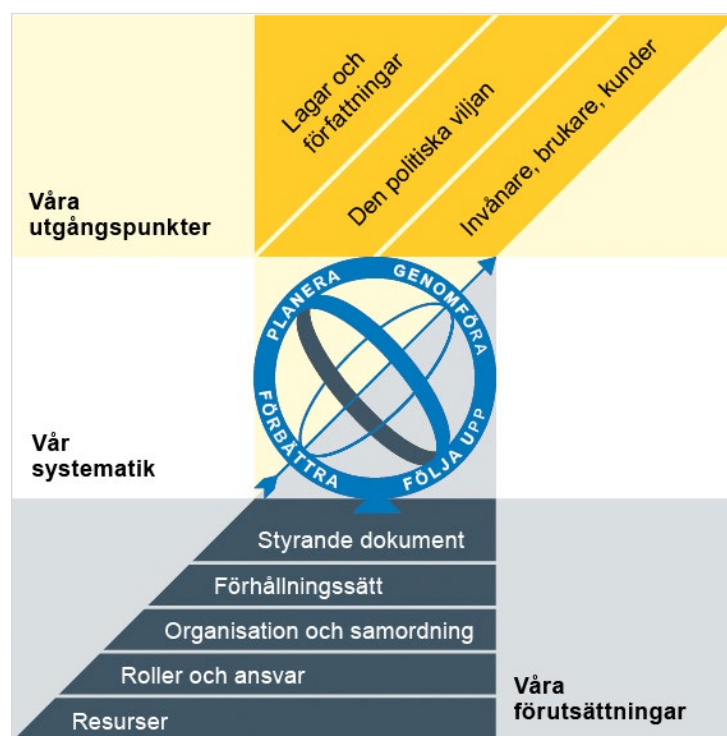 Lagar och
författningar
Den politiska viljan
Invånare, brukare, kunder
Våra
utgångspunkter
PLANERA
GENOMFÖRA
FÖRBÄTTRA
FÖLJA UPP
Vår
systematik
Styrande dokument
Förhållningssätt
Organisation och samordning
Roller och ansvar
Resurser
Våra
förutsättningar